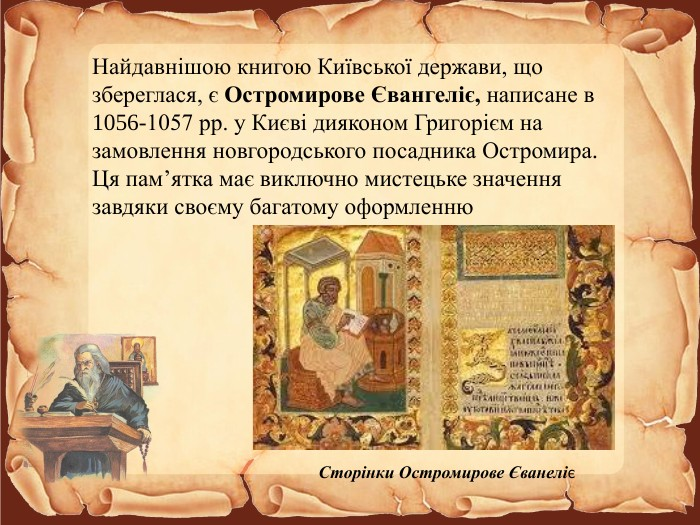 Найдавнішою книгою Київської держави, що
збереглася, є Остромирове Євангеліє, написане в
1056-1057 рр. у Києві дияконом Григорієм на
замовлення новгородського посадника Остромира.
Ця пам’ятка має виключно мистецьке значення
завдяки своєму багатому оформленню
Сторінки Остромирове Єванеліє